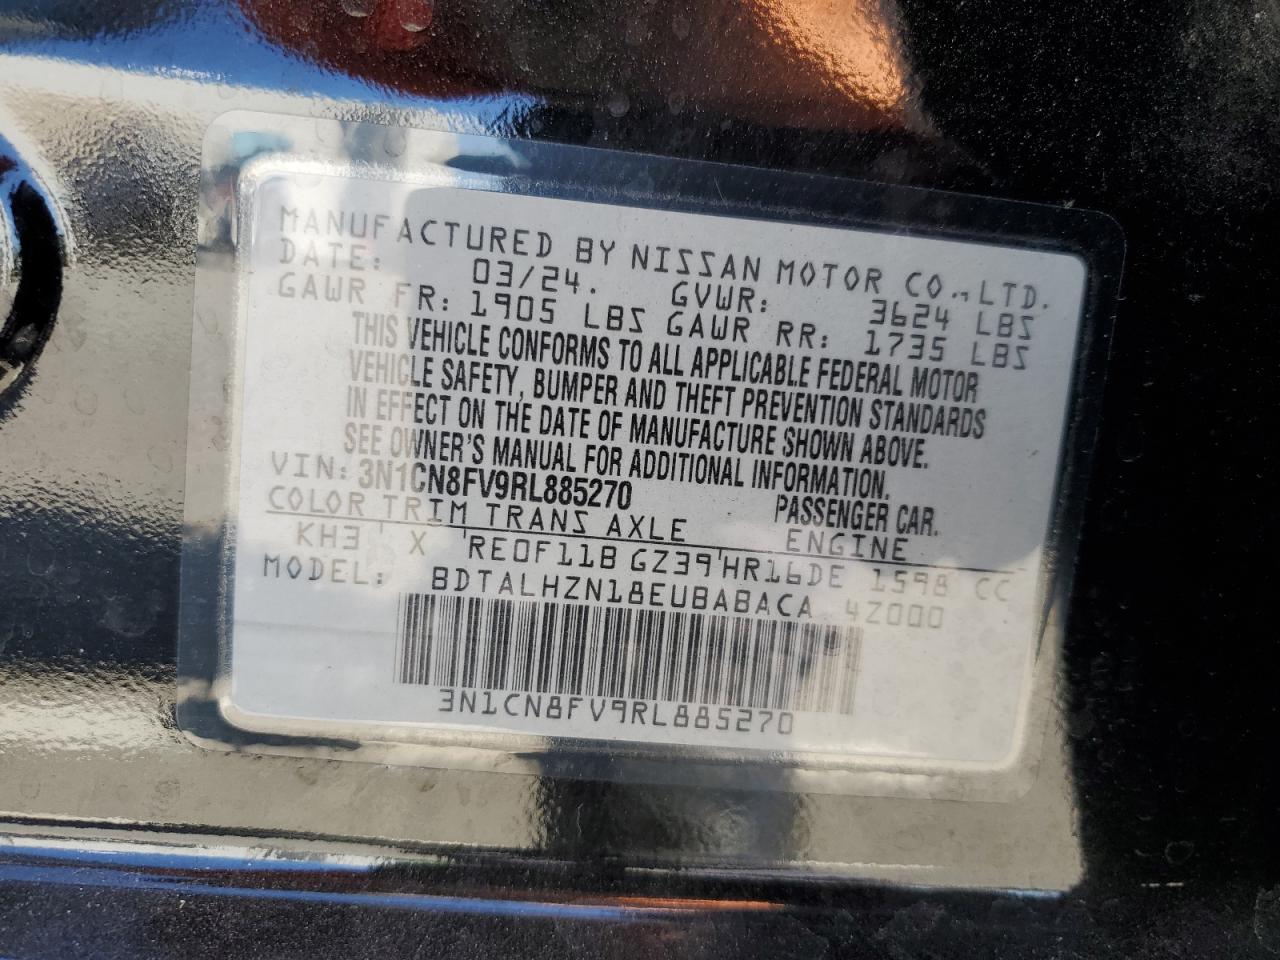 MANUFACTURED BY NISSAN MOTOR CO., LTD.
DATE: 03/24. GVWR: 3624 LBS
GAWR FR: 1905 LBS GAWR RR: 1735 LBS
THIS VEHICLE CONFORMS TO ALL APPLICABLE FEDERAL MOTOR
VEHICLE SAFETY, BUMPER AND THEFT PREVENTION STANDARDS
IN EFFECT ON THE DATE OF MANUFACTURE SHOWN ABOVE.
SEE OWNER'S MANUAL FOR ADDITIONAL INFORMATION.
VIN: 3N1CN8FV9RL885270 PASSENGER CAR.
COLOR TRIM TRANS AXLE ENGINE
KH3 X RE0F11B GZ39 HR16DE 1598 CC
MODEL: BDTALHZN18EUBABACA 4Z000
3N1CN8FV9RL885270